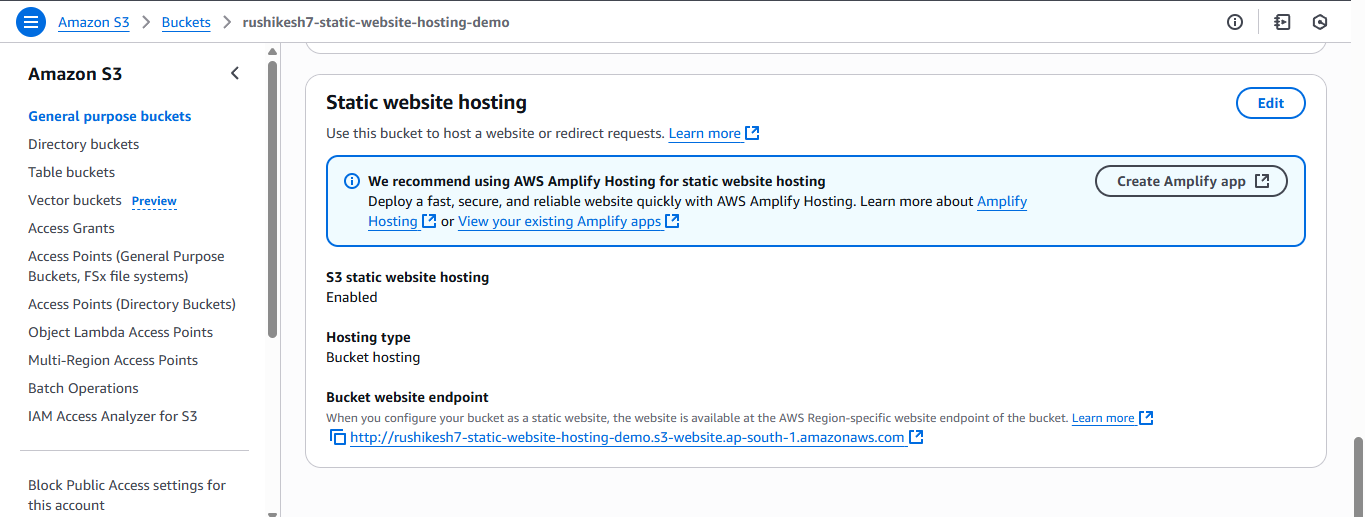 Amazon S3 > Buckets > rushikesh7-static-website-hosting-demo
Amazon S3
General purpose buckets
Directory buckets
Table buckets
Vector buckets Preview
Access Grants
Access Points (General Purpose
Buckets, FSx file systems)
Access Points (Directory Buckets)
Object Lambda Access Points
Multi-Region Access Points
Batch Operations
IAM Access Analyzer for S3
Block Public Access settings for
this account
Static website hosting
Edit
Use this bucket to host a website or redirect requests. Learn more
We recommend using AWS Amplify Hosting for static website hosting
Create Amplify app
Deploy a fast, secure, and reliable website quickly with AWS Amplify Hosting. Learn more about Amplify
Hosting or View your existing Amplify apps
S3 static website hosting
Enabled
Hosting type
Bucket hosting
Bucket website endpoint
When you configure your bucket as a static website, the website is available at the AWS Region-specific website endpoint of the bucket. Learn more
http://rushikesh7-static-website-hosting-demo.s3-website.ap-south-1.amazonaws.com